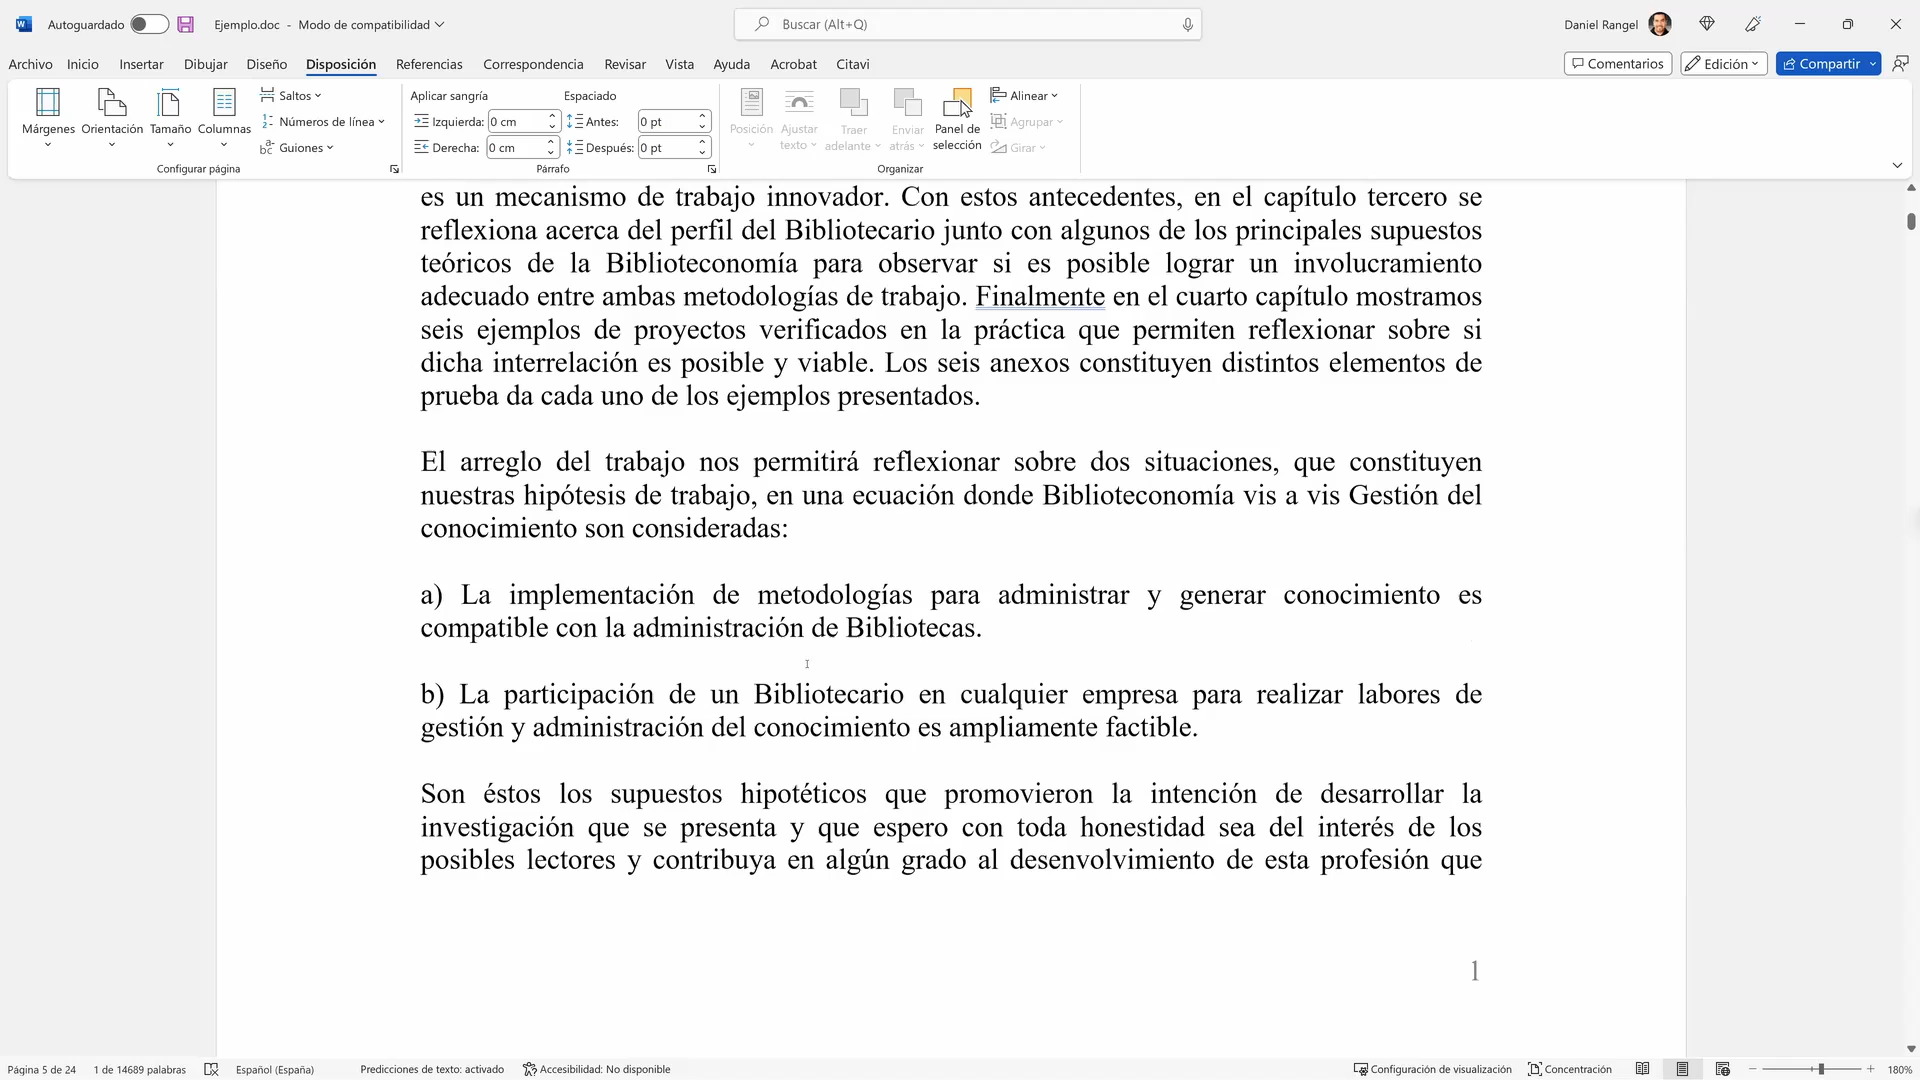 Autoguardado
Ejemplo.doc - Modo de compatibilidad
Buscar (Alt+Q)
Daniel Rangel
Archivo Inicio Insertar Dibujar Diseño Disposición Referencias Correspondencia Revisar Vista Ayuda Acrobat Citavi
Comentarios Edición Compartir
Márgenes Orientación Tamaño Columnas
Saltos
Números de línea
Guiones
Configurar página
Aplicar sangría Espaciado
Izquierda: 0 cm Antes: 0 pt
Derecha: 0 cm Después: 0 pt
Párrafo
Posición Ajustar texto Traer adelante Enviar atrás Panel de selección
Alinear
Agrupar
Girar
Organizar
es un mecanismo de trabajo innovador. Con estos antecedentes, en el capítulo tercero se
reflexiona acerca del perfil del Bibliotecario junto con algunos de los principales supuestos
teóricos de la Biblioteconomía para observar si es posible lograr un involucramiento
adecuado entre ambas metodologías de trabajo. Finalmente en el cuarto capítulo mostramos
seis ejemplos de proyectos verificados en la práctica que permiten reflexionar sobre si
dicha interrelación es posible y viable. Los seis anexos constituyen distintos elementos de
prueba da cada uno de los ejemplos presentados.
El arreglo del trabajo nos permitirá reflexionar sobre dos situaciones, que constituyen
nuestras hipótesis de trabajo, en una ecuación donde Biblioteconomía vis a vis Gestión del
conocimiento son consideradas:
a) La implementación de metodologías para administrar y generar conocimiento es
compatible con la administración de Bibliotecas.
b) La participación de un Bibliotecario en cualquier empresa para realizar labores de
gestión y administración del conocimiento es ampliamente factible.
Son éstos los supuestos hipotéticos que promovieron la intención de desarrollar la
investigación que se presenta y que espero con toda honestidad sea del interés de los
posibles lectores y contribuya en algún grado al desenvolvimiento de esta profesión que
1
Página 5 de 24 1 de 14689 palabras Español (España) Predicciones de texto: activado Accesibilidad: No disponible Configuración de visualización Concentración 180%